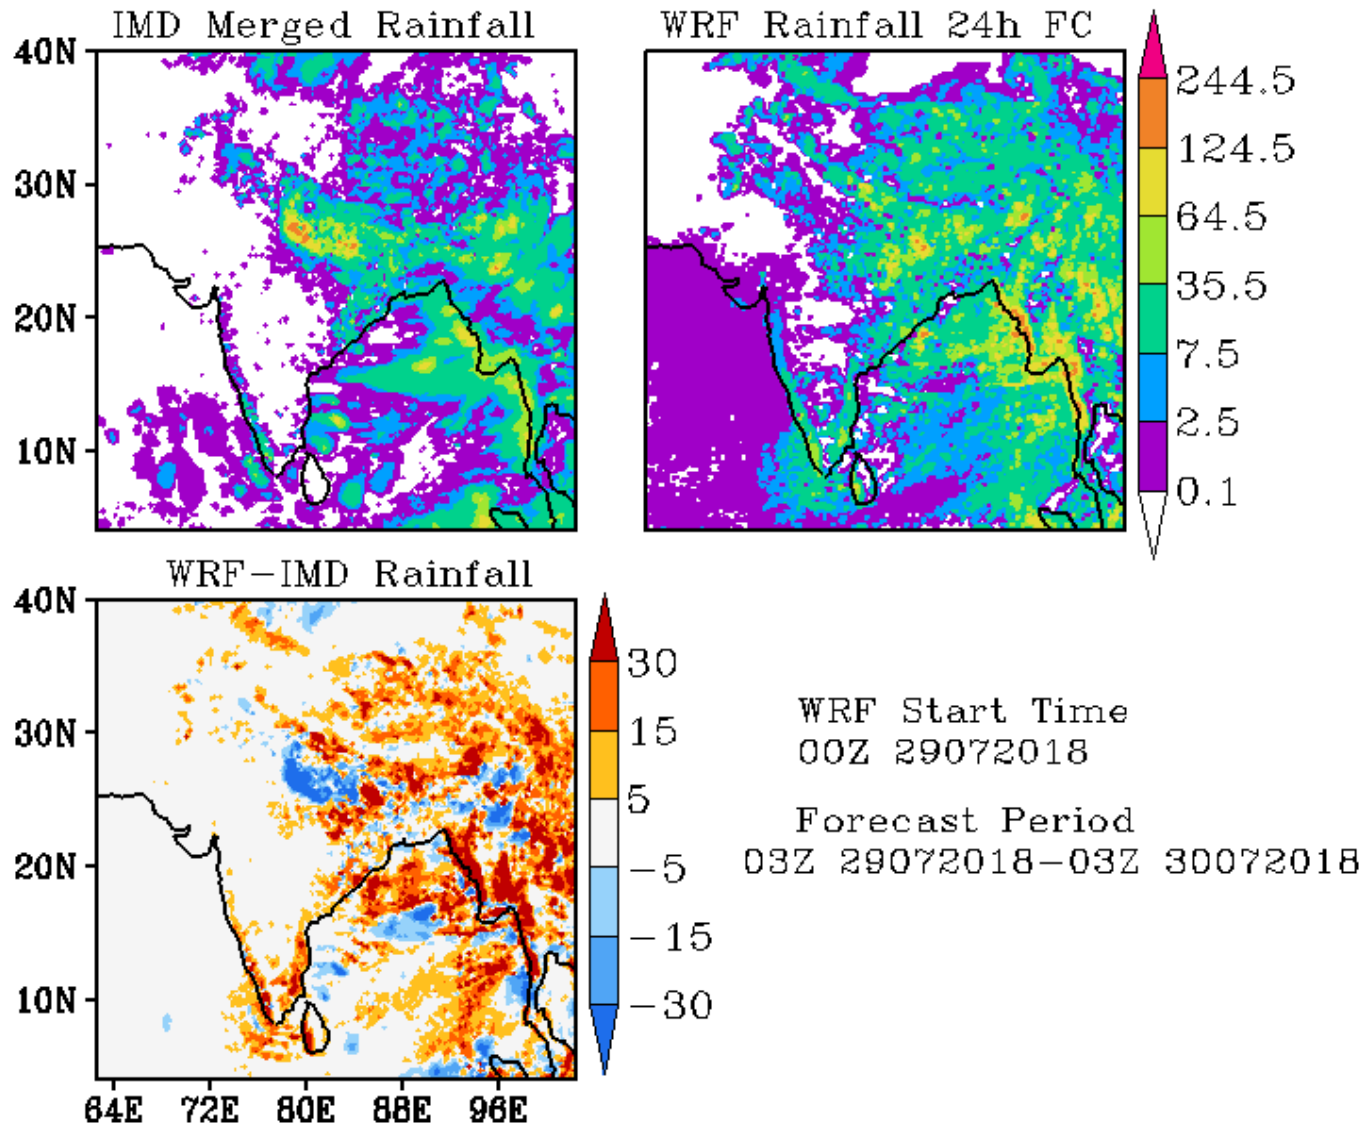 IMD Merged Rainfall
WRF Rainfall 24h FC
40N
30N
20N
10N
244.5
124.5
64.5
35.5
7.5
2.5
0.1
WRF-IMD Rainfall
40N
30N
20N
10N
64E 72E 80E 88E 96E
30
15
5
-5
-15
-30
WRF Start Time
00Z 29072018
Forecast Period
03Z 29072018-03Z 30072018